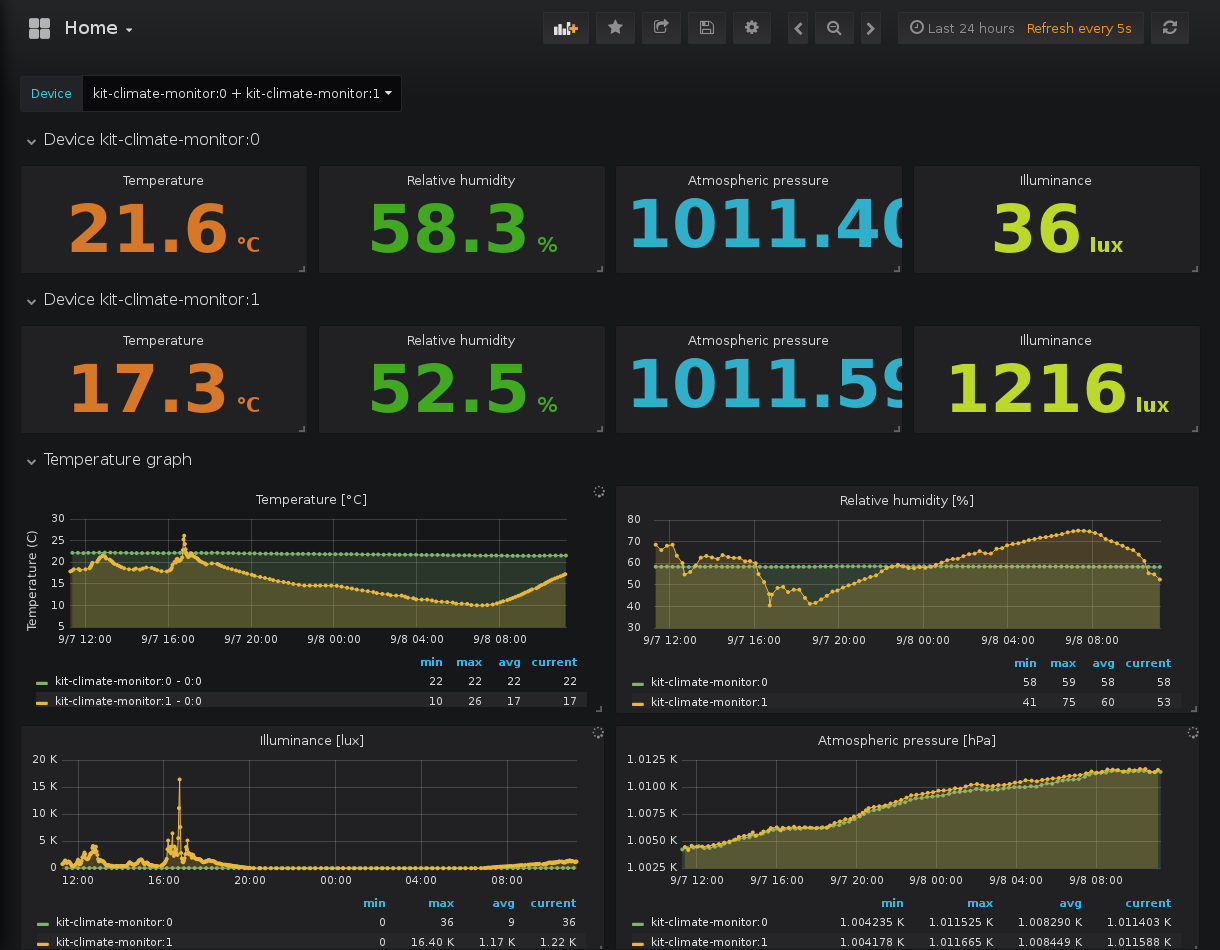 Home
Last 24 hours Refresh every 5s
Device kit-climate-monitor:0 + kit-climate-monitor:1
Device kit-climate-monitor:0
Temperature Relative humidity Atmospheric pressure Illuminance
21.6 °C 58.3 % 1011.40 36 lux
Device kit-climate-monitor:1
Temperature Relative humidity Atmospheric pressure Illuminance
17.3 °C 52.5 % 1011.59 1216 lux
Temperature graph
Temperature [°C]
Temperature (C)
30
25
20
15
10
5
9/7 12:00 9/7 16:00 9/7 20:00 9/8 00:00 9/8 04:00 9/8 08:00
min max avg current
kit-climate-monitor:0 - 0:0 22 22 22 22
kit-climate-monitor:1 - 0:0 10 26 17 17
Relative humidity [%]
80
70
60
50
40
30
9/7 12:00 9/7 16:00 9/7 20:00 9/8 00:00 9/8 04:00 9/8 08:00
min max avg current
kit-climate-monitor:0 58 59 58 58
kit-climate-monitor:1 41 75 60 53
Illuminance [lux]
20 K
15 K
10 K
5 K
0
12:00 16:00 20:00 00:00 04:00 08:00
min max avg current
kit-climate-monitor:0 0 36 9 36
kit-climate-monitor:1 0 16.40 K 1.17 K 1.22 K
Atmospheric pressure [hPa]
1.0125 K
1.0100 K
1.0075 K
1.0050 K
1.0025 K
9/7 12:00 9/7 16:00 9/7 20:00 9/8 00:00 9/8 04:00 9/8 08:00
min max avg current
kit-climate-monitor:0 1.004235 K 1.011525 K 1.008290 K 1.011403 K
kit-climate-monitor:1 1.004178 K 1.011665 K 1.008449 K 1.011588 K